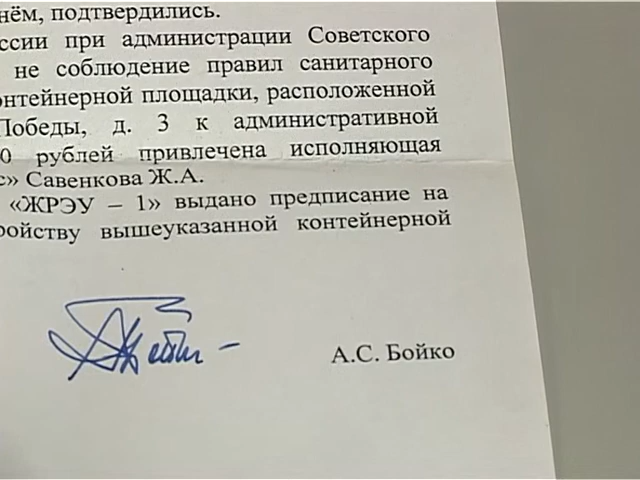 нём, подтвердились.
ссии при администрации Советского
не соблюдение правил санитарного
онтейнерной площадки, расположенной
Победы, д. 3 к административной
0 рублей привлечена исполняющая
с» Савенкова Ж.А.
«ЖРЭУ – 1» выдано предписание на
ройству вышеуказанной контейнерной
А.С. Бойко